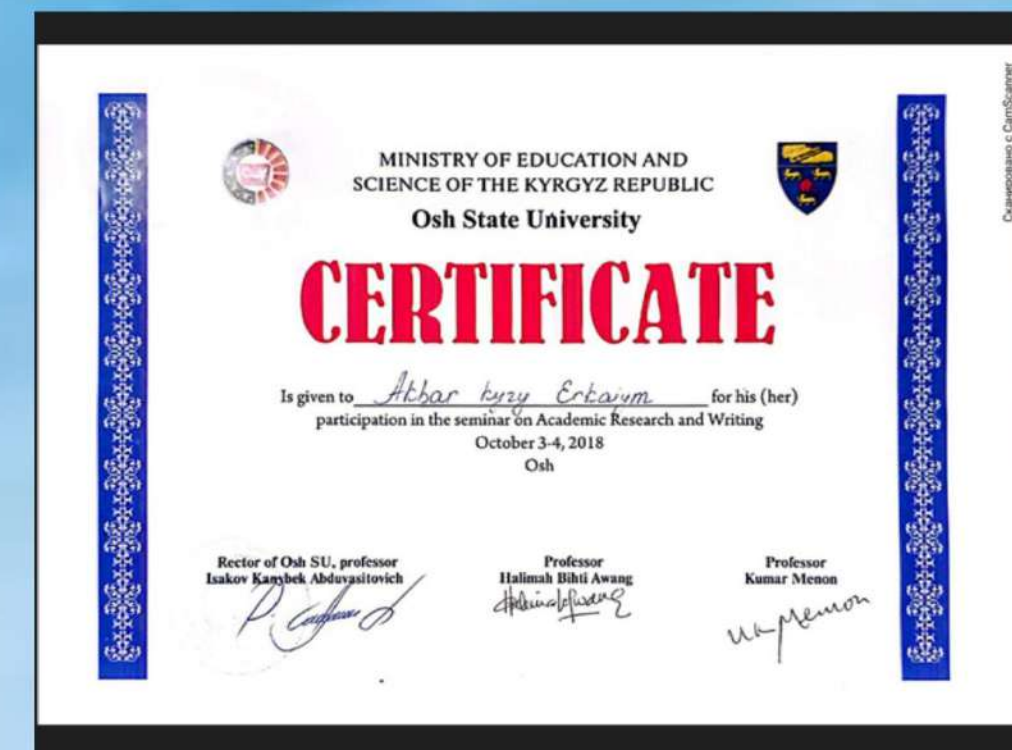 MINISTRY OF EDUCATION AND
SCIENCE OF THE KYRGYZ REPUBLIC
Osh State University
CERTIFICATE
Is given to Akbar kyzy Erkaiym for his (her)
participation in the seminar on Academic Research and Writing
October 3-4, 2018
Osh
Rector of Osh SU, professor
Isakov Kanybek Abduvasitovich
Professor
Halimah Bihti Awang
Professor
Kumar Menon
Сканировано с CamScanner